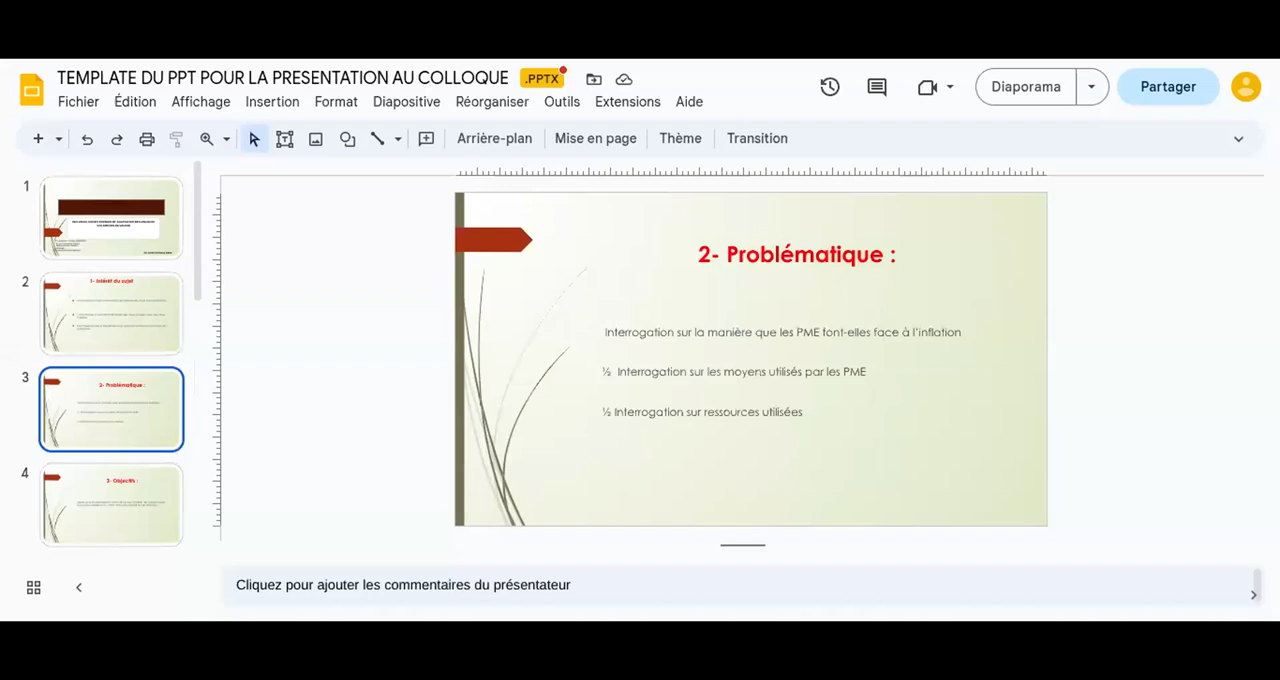 TEMPLATE DU PPT POUR LA PRESENTATION AU COLLOQUE .PPTX
Fichier Édition Affichage Insertion Format Diapositive Réorganiser Outils Extensions Aide
Diaporama
Partager
Arrière-plan Mise en page Thème Transition
1
2
1- Intérêt du sujet
3
2- Problématique :
4
3- Objectifs :
2- Problématique :
Interrogation sur la manière que les PME font-elles face à l'inflation
½ Interrogation sur les moyens utilisés par les PME
½ Interrogation sur ressources utilisées
Cliquez pour ajouter les commentaires du présentateur